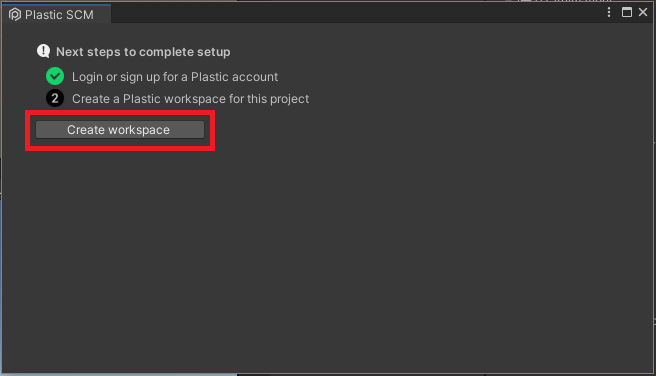 Plastic SCM
Next steps to complete setup
Login or sign up for a Plastic account
2 Create a Plastic workspace for this project
Create workspace